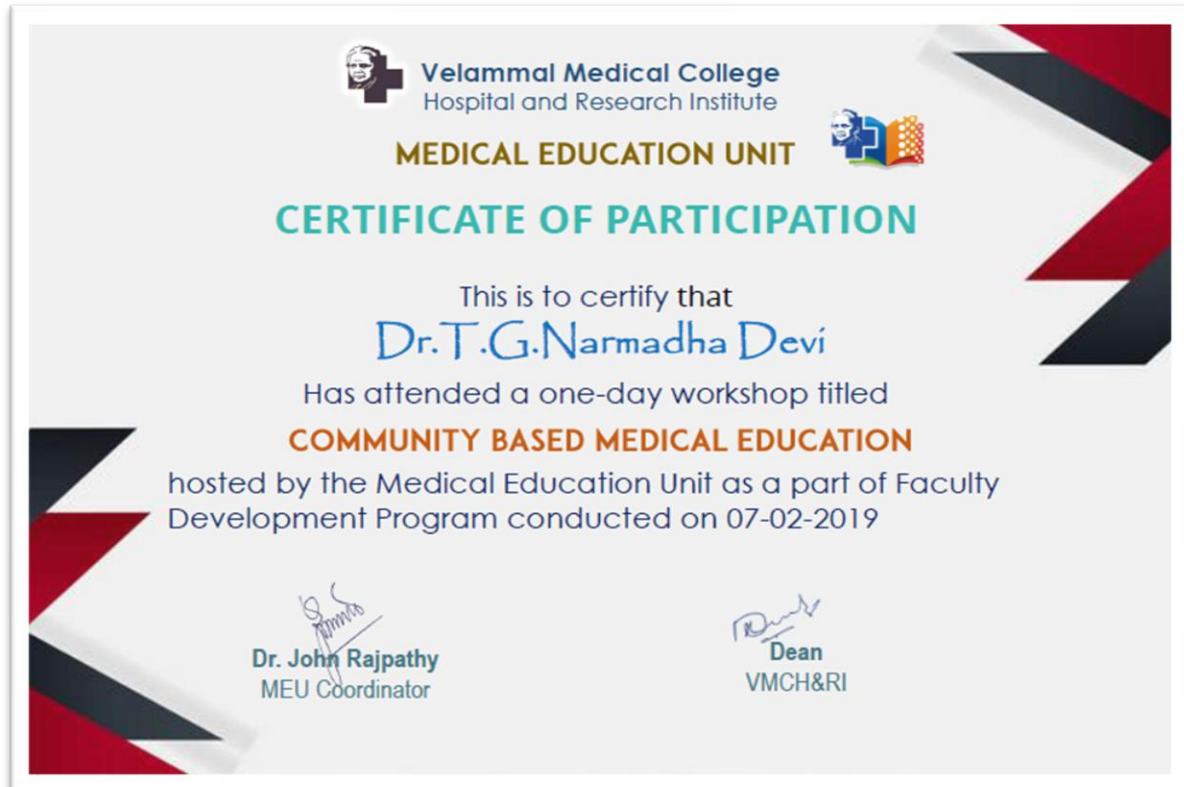 Velammal Medical College
Hospital and Research Institute
MEDICAL EDUCATION UNIT
CERTIFICATE OF PARTICIPATION
This is to certify that
Dr.T.G.Narmadha Devi
Has attended a one-day workshop titled
COMMUNITY BASED MEDICAL EDUCATION
hosted by the Medical Education Unit as a part of Faculty
Development Program conducted on 07-02-2019
Dr. John Rajpathy
MEU Coordinator
Dean
VMCH&RI